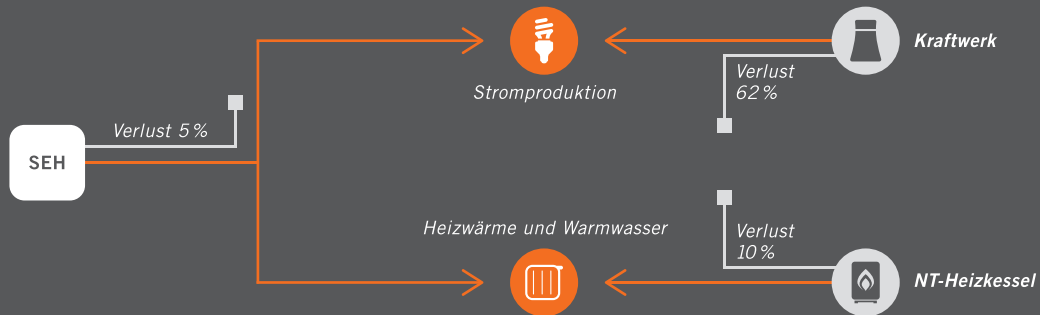 Kraftwerk
Verlust
62 %
Stromproduktion
Verlust 5 %
SEH
Heizwärme und Warmwasser
Verlust
10 %
NT-Heizkessel